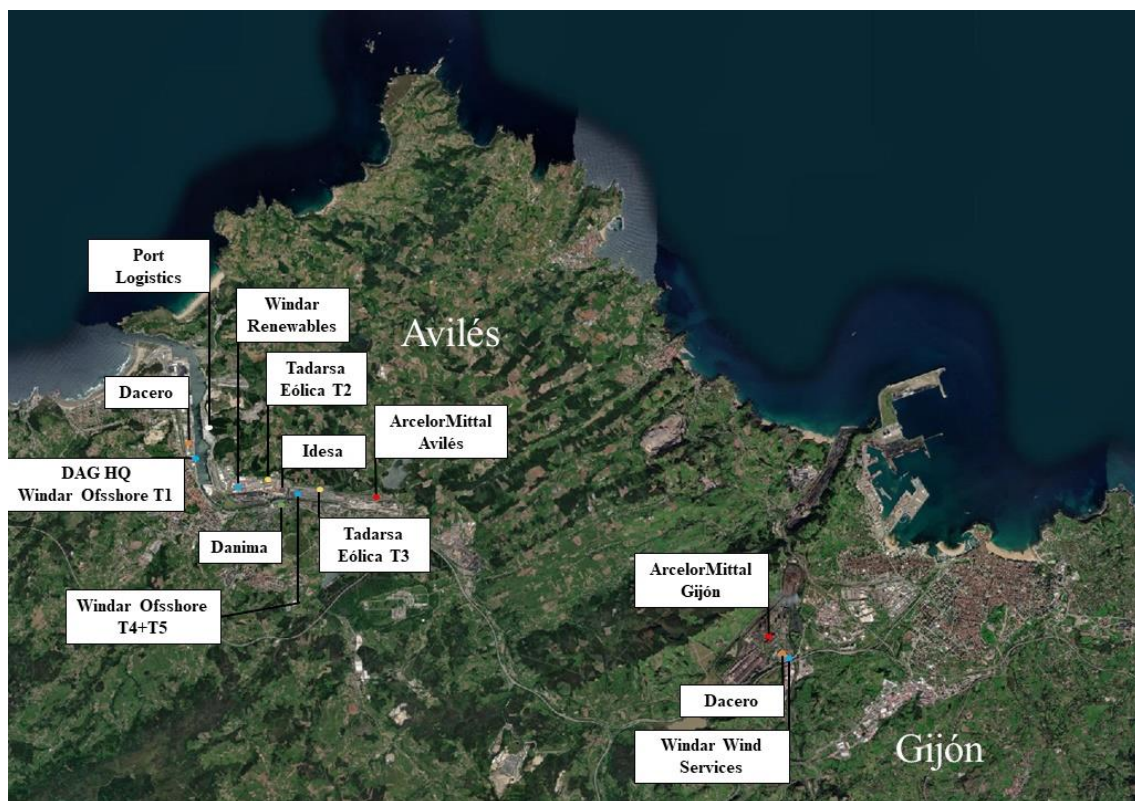 Port
Logistics
Windar
Renewables
Avilés
Tadarsa
Eólica T2
Dacero
ArcelorMittal
Avilés
Idesa
DAG HQ
Windar Ofsshore T1
Danima
Tadarsa
Eólica T3
ArcelorMittal
Gijón
Windar Ofsshore
T4+T5
Dacero
Windar Wind
Services
Gijón